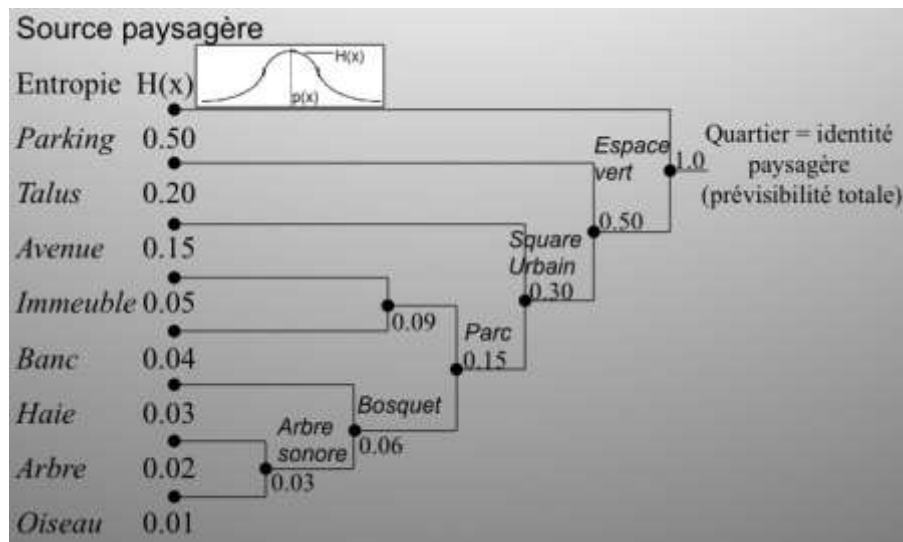 Source paysagère
Entropie H(x)
H(x)
p(x)
Parking 0.50
Talus 0.20
Avenue 0.15
Immeuble 0.05
Banc 0.04
Haie 0.03
Arbre 0.02
Oiseau 0.01
Arbre
sonore
0.03
Bosquet
0.06
0.09
Parc
0.15
Square
Urbain
0.30
Espace
vert
0.50
1.0
Quartier = identité
paysagère
(prévisibilité totale)